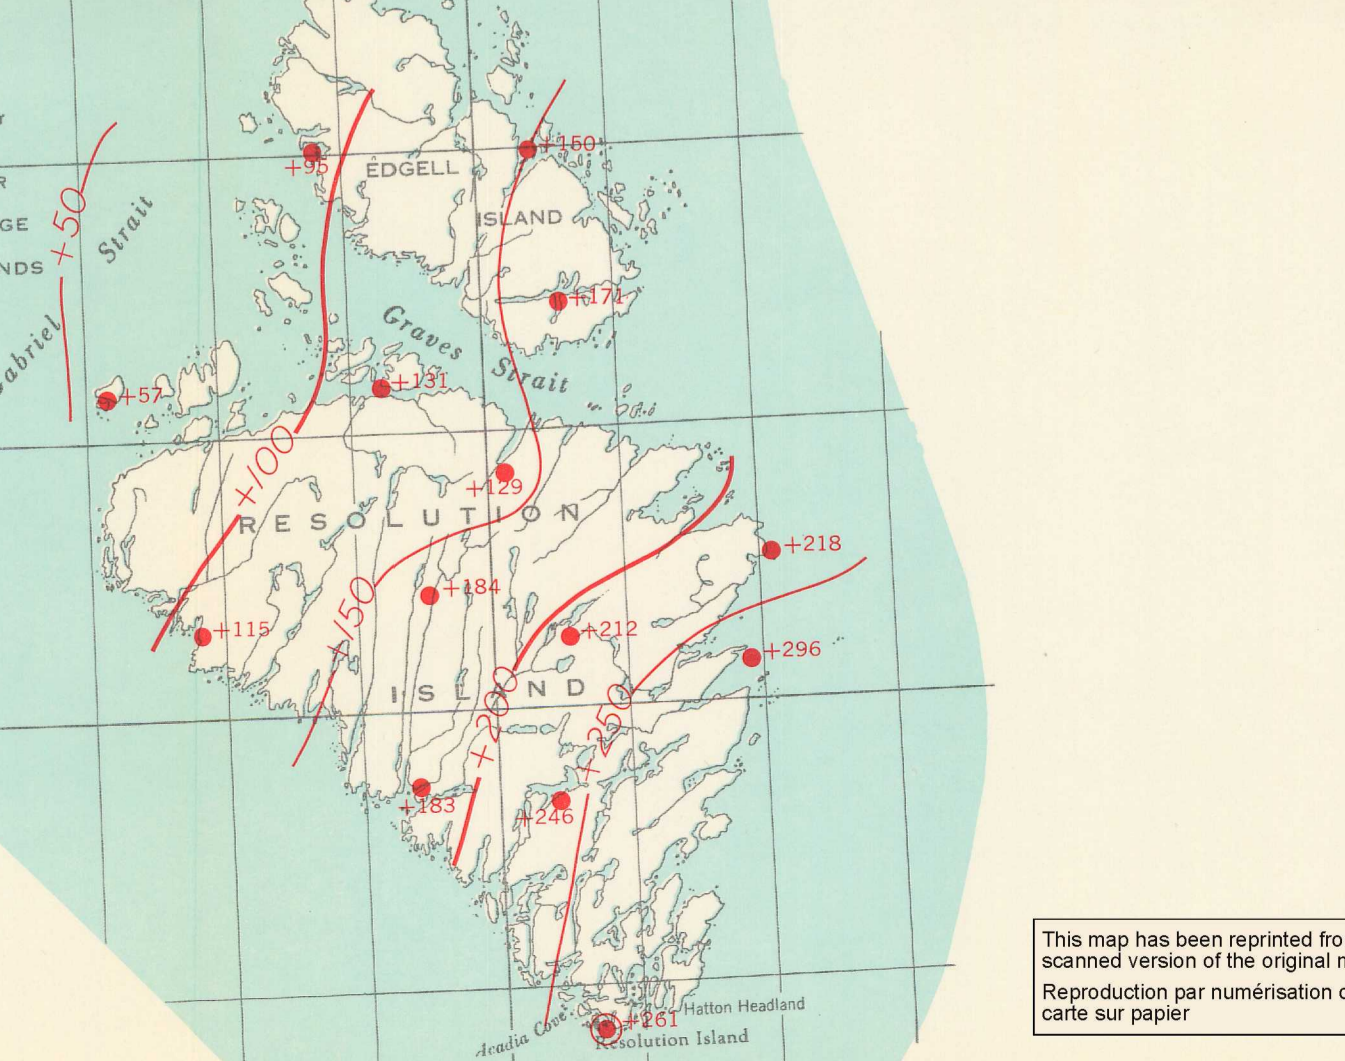 +160
+95
EDGELL
R
Strait
GE
ISLAND
+50
NDS
+171
Graves
Strait
abriel
+131
+57
+100
+129
RESOLUTION
+218
+184
+150
+115
+212
+296
ISLAND
+200
+250
+183
+246
Hatton Headland
Acadia Cove
+261
Resolution Island
This map has been reprinted fro
scanned version of the original m
Reproduction par numérisation d
carte sur papier